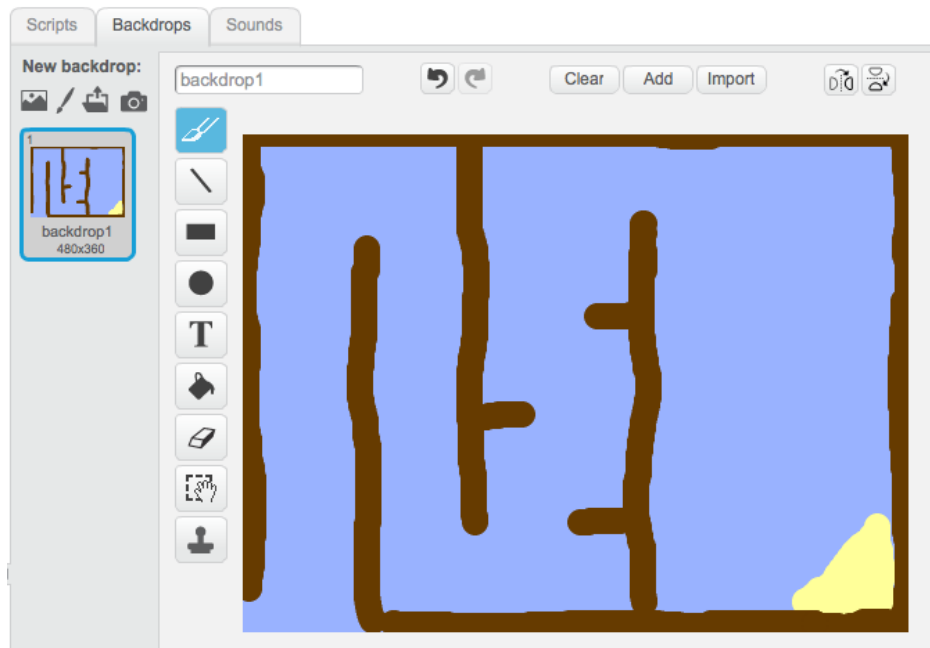 Scripts Backdrops Sounds
New backdrop:
backdrop1
Clear Add Import
1
backdrop1
480x360
T